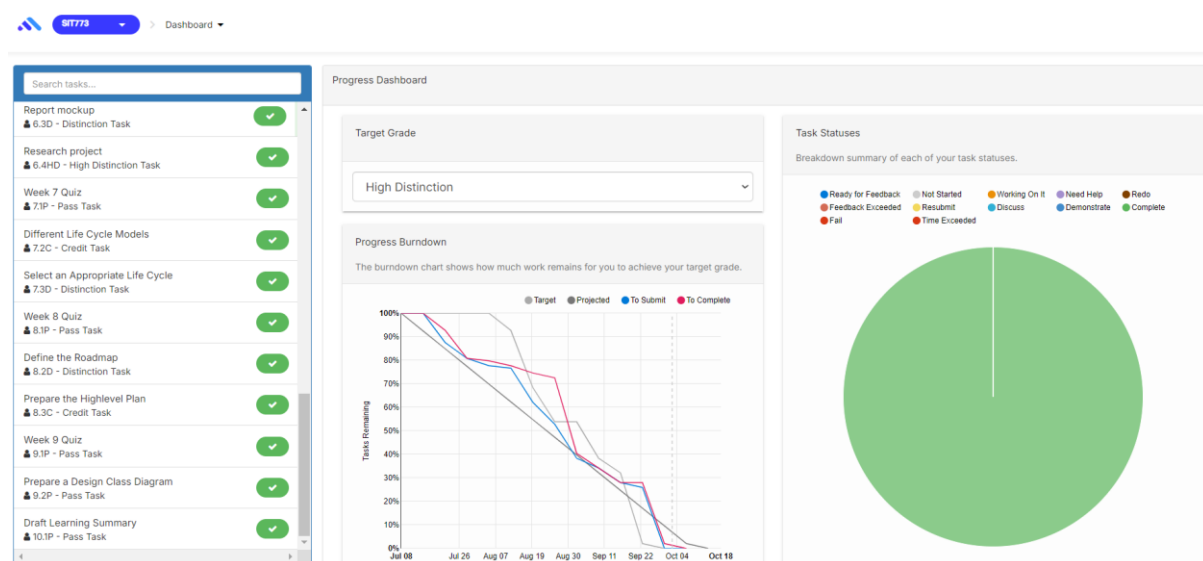 SIT773
Dashboard
Search tasks...
Report mockup
6.3D - Distinction Task
Research project
6.4HD - High Distinction Task
Week 7 Quiz
7.1P - Pass Task
Different Life Cycle Models
7.2C - Credit Task
Select an Appropriate Life Cycle
7.3D - Distinction Task
Week 8 Quiz
8.1P - Pass Task
Define the Roadmap
8.2D - Distinction Task
Prepare the Highlevel Plan
8.3C - Credit Task
Week 9 Quiz
9.1P - Pass Task
Prepare a Design Class Diagram
9.2P - Pass Task
Draft Learning Summary
10.1P - Pass Task
Progress Dashboard
Target Grade
High Distinction
Progress Burndown
The burndown chart shows how much work remains for you to achieve your target grade.
Target Projected To Submit To Complete
100%
90%
80%
70%
60%
50%
40%
30%
20%
10%
0%
Tasks Remaining
Jul 08 Jul 26 Aug 07 Aug 19 Aug 30 Sep 11 Sep 22 Oct 04 Oct 18
Task Statuses
Breakdown summary of each of your task statuses.
Ready for Feedback Not Started Working On It Need Help Redo
Feedback Exceeded Resubmit Discuss Demonstrate Complete
Fail Time Exceeded